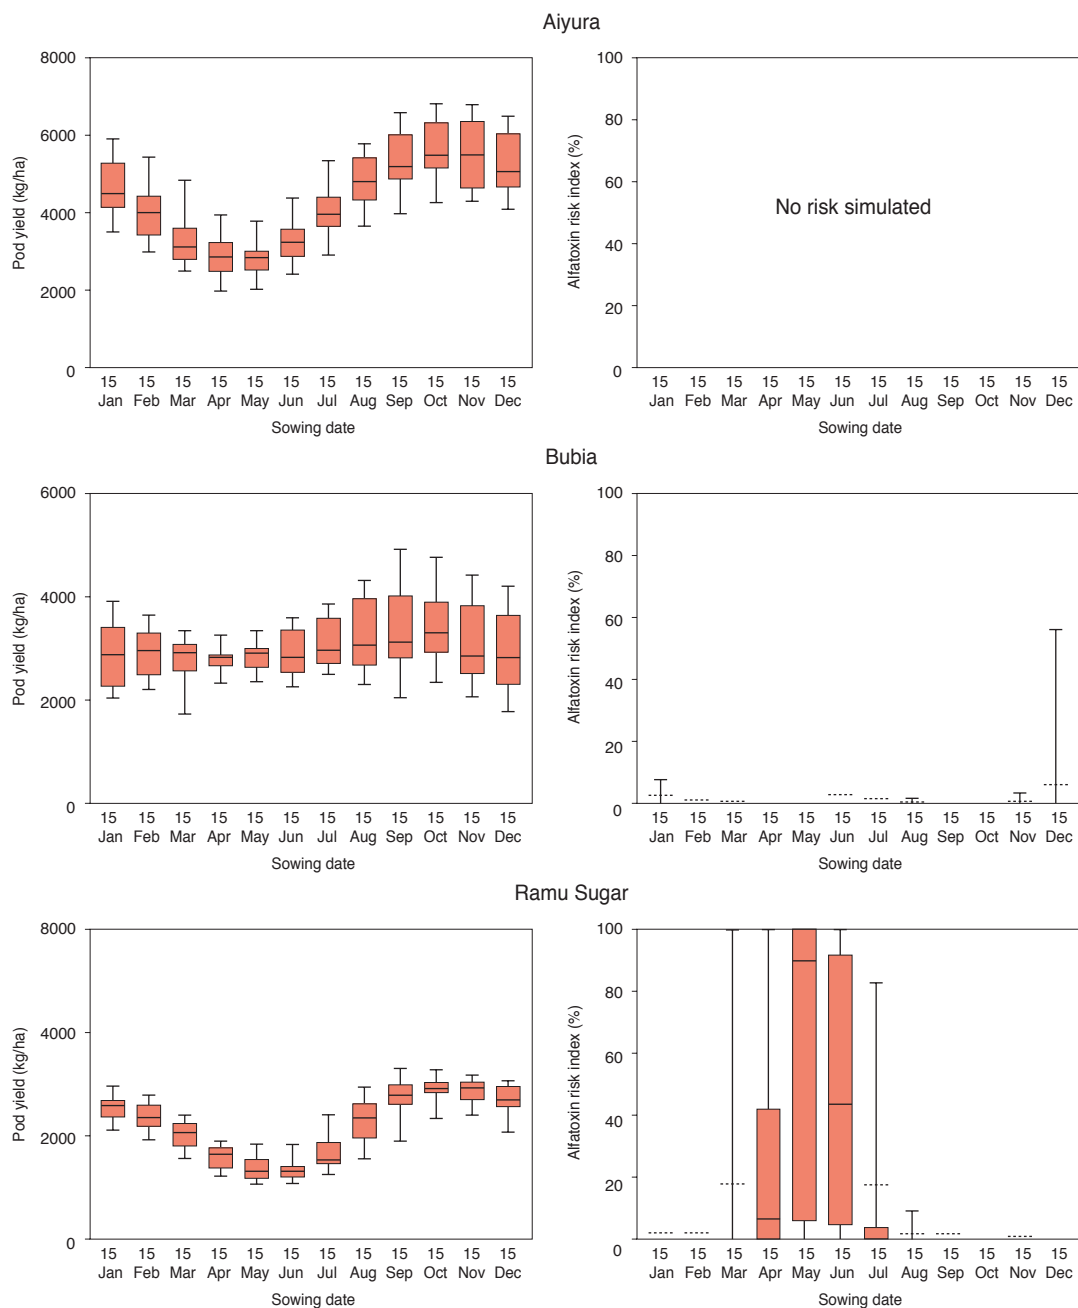 Aiyura
8000
6000
4000
2000
0
Pod yield (kg/ha)
15 15 15 15 15 15 15 15 15 15 15 15
Jan Feb Mar Apr May Jun Jul Aug Sep Oct Nov Dec
Sowing date
100
80
60
40
20
0
Alfatoxin risk index (%)
No risk simulated
15 15 15 15 15 15 15 15 15 15 15 15
Jan Feb Mar Apr May Jun Jul Aug Sep Oct Nov Dec
Sowing date
Bubia
6000
4000
2000
0
Pod yield (kg/ha)
15 15 15 15 15 15 15 15 15 15 15 15
Jan Feb Mar Apr May Jun Jul Aug Sep Oct Nov Dec
Sowing date
100
80
60
40
20
0
Alfatoxin risk index (%)
15 15 15 15 15 15 15 15 15 15 15 15
Jan Feb Mar Apr May Jun Jul Aug Sep Oct Nov Dec
Sowing date
Ramu Sugar
8000
4000
2000
0
Pod yield (kg/ha)
15 15 15 15 15 15 15 15 15 15 15 15
Jan Feb Mar Apr May Jun Jul Aug Sep Oct Nov Dec
Sowing date
100
80
60
40
20
0
Alfatoxin risk index (%)
15 15 15 15 15 15 15 15 15 15 15 15
Jan Feb Mar Apr May Jun Jul Aug Sep Oct Nov Dec
Sowing date